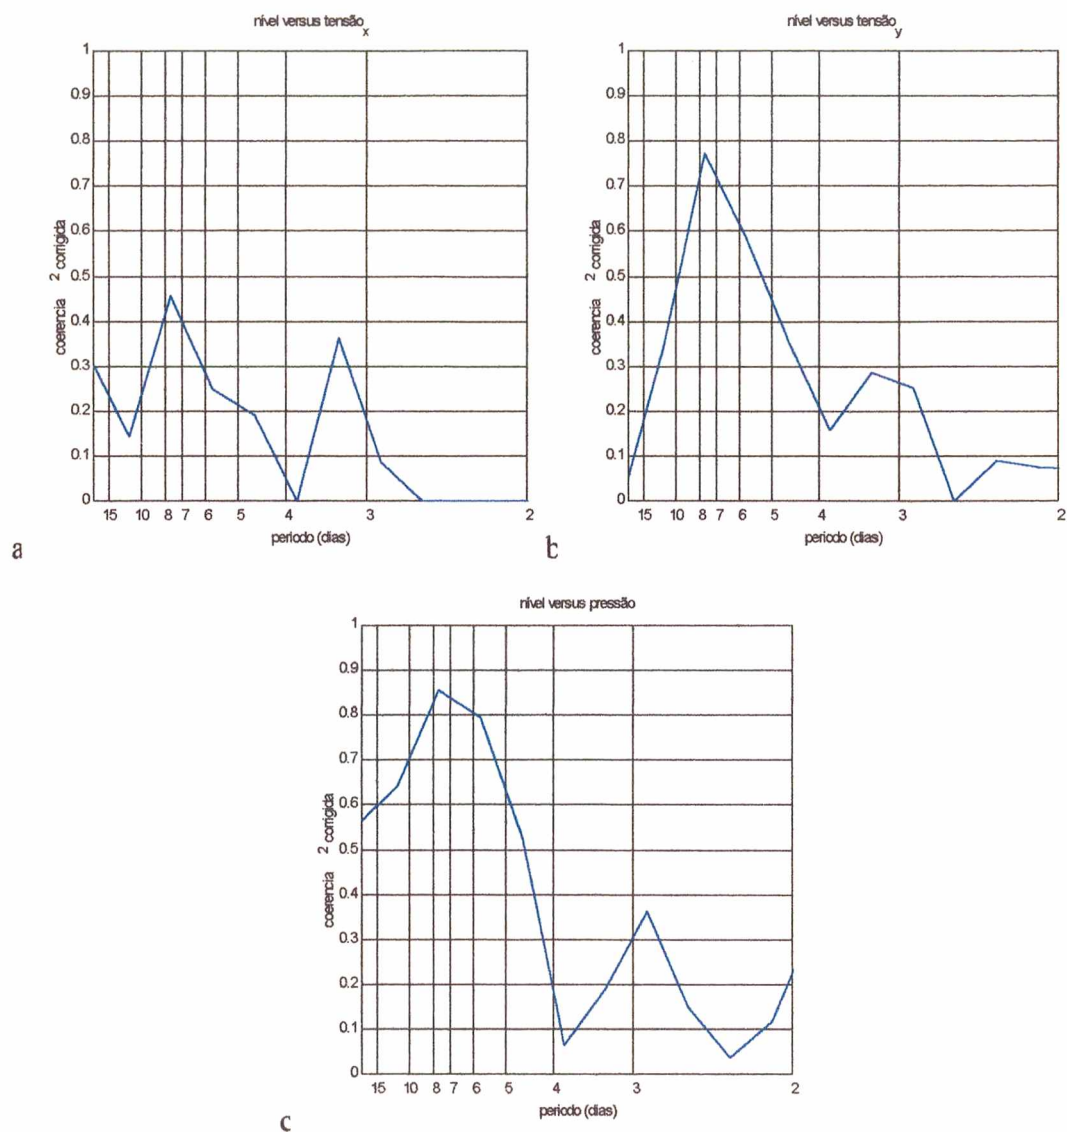 nível versus tensão x
1
0.9
0.8
0.7
0.6
0.5
0.4
0.3
0.2
0.1
0
coerencia 2 corrigida
15 10 8 7 6 5 4 3 2
periodo (dias)
a
nível versus tensão y
1
0.9
0.8
0.7
0.6
0.5
0.4
0.3
0.2
0.1
0
coerencia 2 corrigida
15 10 8 7 6 5 4 3 2
periodo (dias)
b
nível versus pressão
1
0.9
0.8
0.7
0.6
0.5
0.4
0.3
0.2
0.1
0
coerencia 2 corrigida
15 10 8 7 6 5 4 3 2
periodo (dias)
c